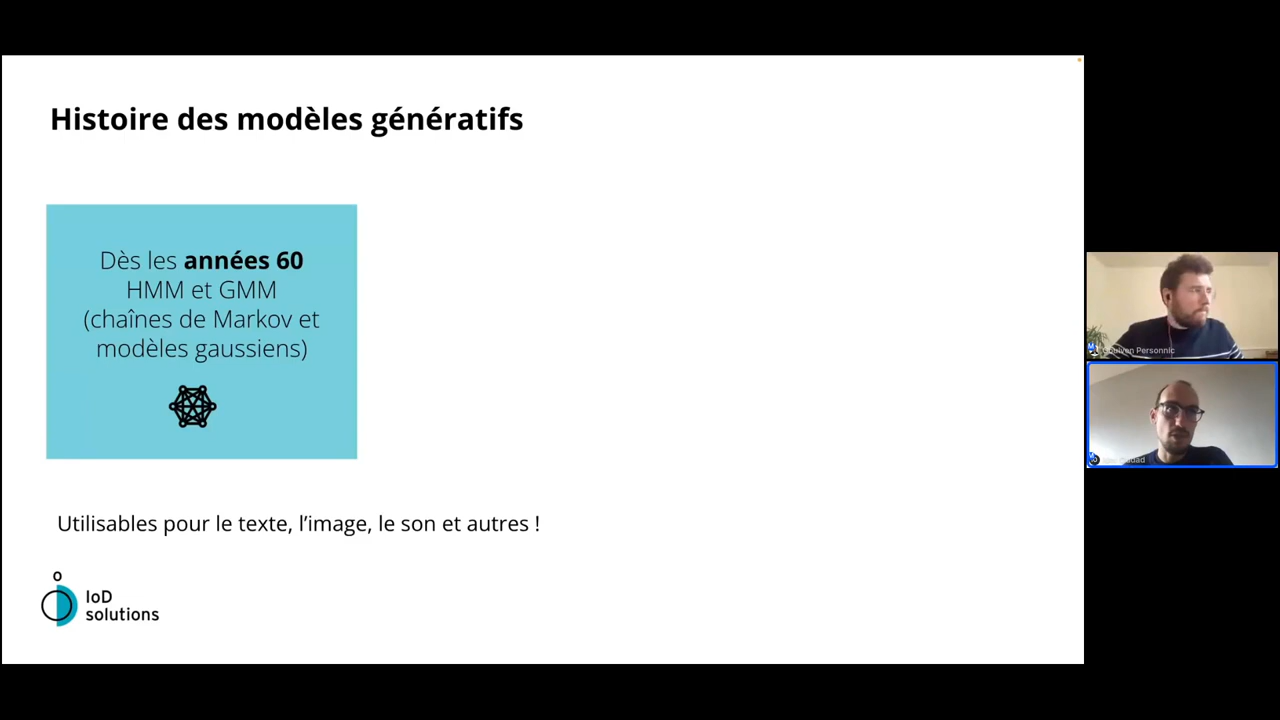 Histoire des modèles génératifs
Dès les années 60
HMM et GMM
(chaînes de Markov et
modèles gaussiens)
Utilisables pour le texte, l’image, le son et autres !
IoD
solutions
Personnic